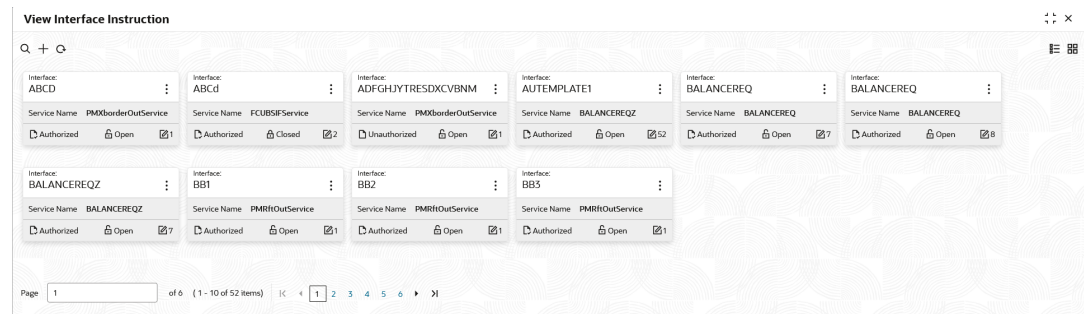 View Interface Instruction
Interface: Interface: Interface: Interface: Interface: Interface:
ABCD ABCd ADFGHJYTRESDXCVBNM AUTEMPLATE1 BALANCEREQ BALANCEREQ
Service Name PMXborderOutService Service Name FCUBSIFService Service Name PMXborderOutService Service Name BALANCEREQZ Service Name BALANCEREQ Service Name BALANCEREQ
Authorized Open 1 Authorized Closed 2 Unauthorized Open 1 Authorized Open 52 Authorized Open 7 Authorized Open 8
Interface: Interface: Interface: Interface:
BALANCEREQZ BB1 BB2 BB3
Service Name BALANCEREQZ Service Name PMRftOutService Service Name PMRftOutService Service Name PMRftOutService
Authorized Open 7 Authorized Open 1 Authorized Open 1 Authorized Open 1
Page 1 of 6 ( 1 - 10 of 52 items) 1 2 3 4 5 6